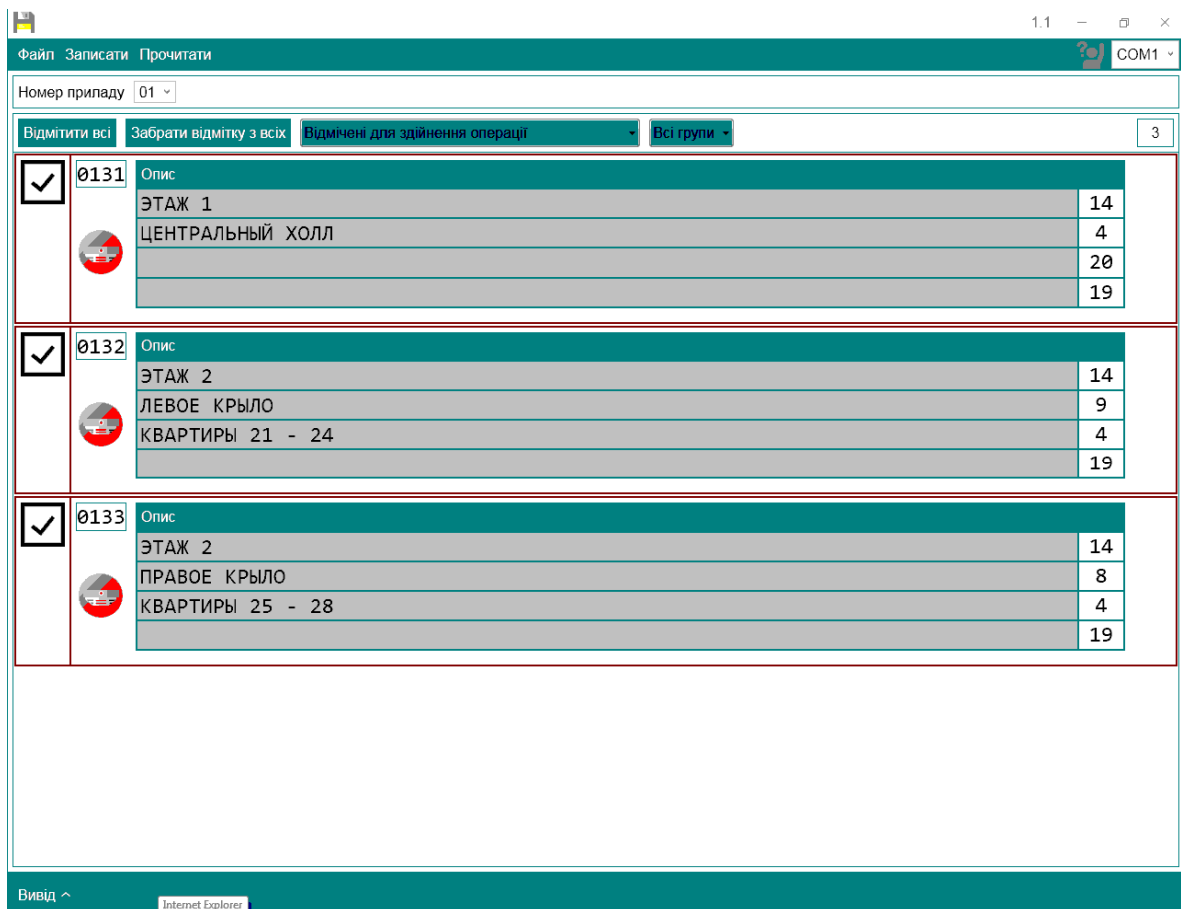 1.1
Файл Записати Прочитати COM1
Номер приладу 01
Відмітити всі Забрати відмітку з всіх Відмічені для здійнення операції Всі групи 3
0131 Опис
ЭТАЖ 1 14
ЦЕНТРАЛЬНЫЙ ХОЛЛ 4
20
19
0132 Опис
ЭТАЖ 2 14
ЛЕВОЕ КРЫЛО 9
КВАРТИРЫ 21 - 24 4
19
0133 Опис
ЭТАЖ 2 14
ПРАВОЕ КРЫЛО 8
КВАРТИРЫ 25 - 28 4
19
Вивід
Internet Explorer